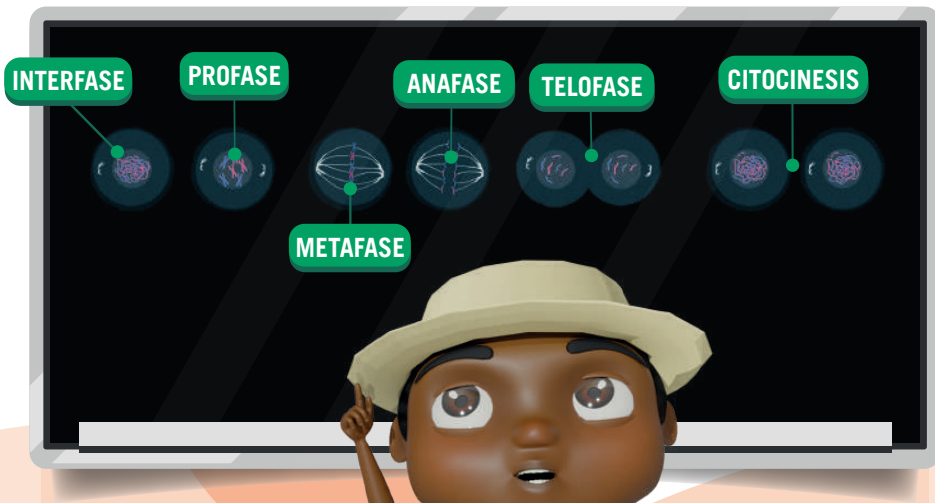 INTERFASE
PROFASE
METAFASE
ANAFASE
TELOFASE
CITOCINESIS